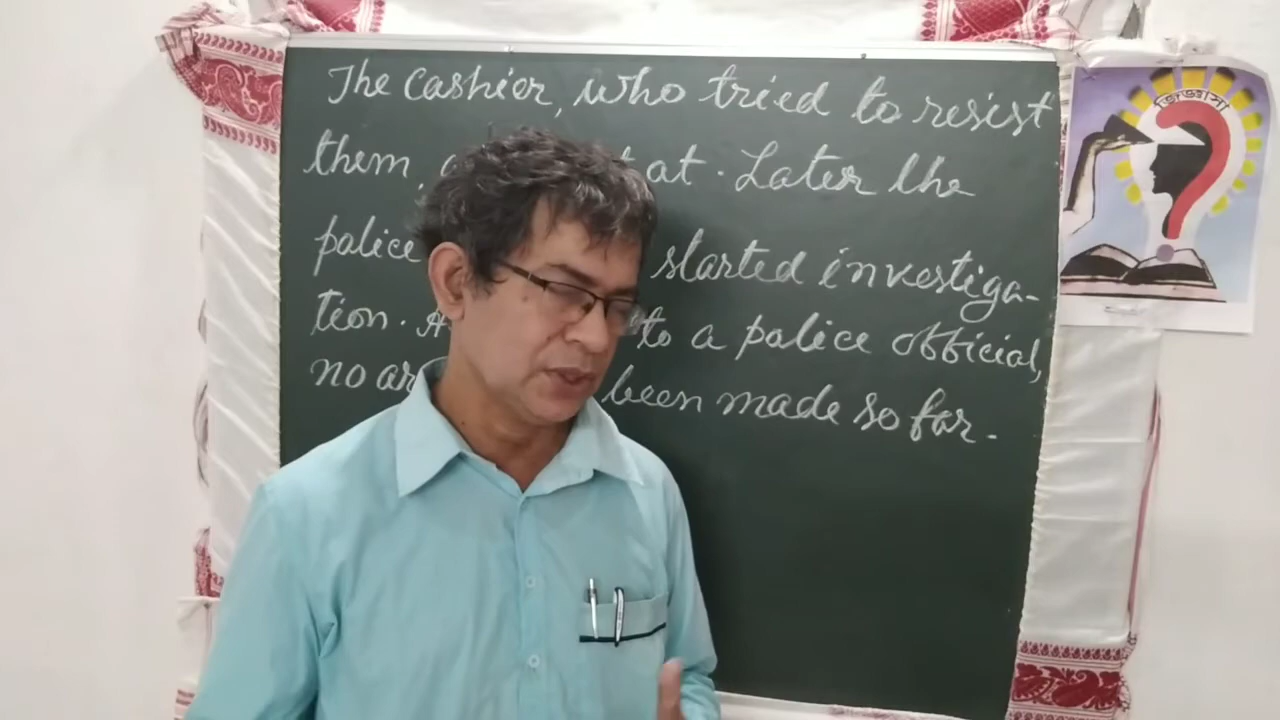 The Cashier, who tried to resist
them, at. Later the
police started investiga-
tion. to a police official,
no been made so far.
জিজ্ঞাসা